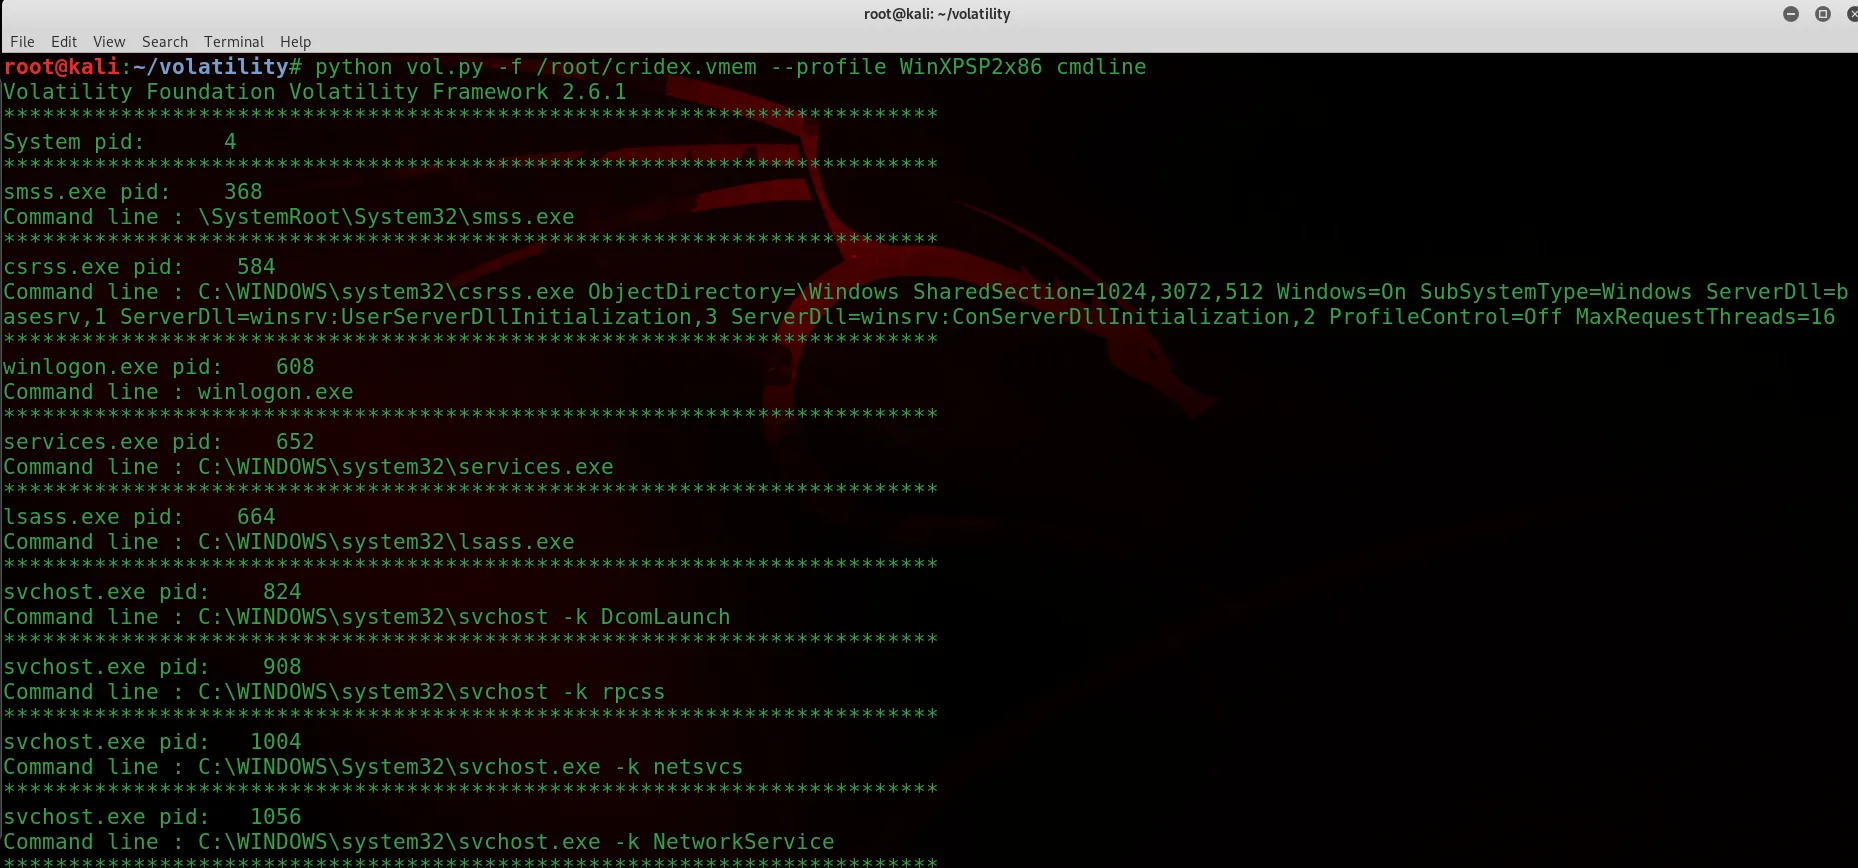 root@kali: ~/volatility
File Edit View Search Terminal Help
root@kali:~/volatility# python vol.py -f /root/cridex.vmem --profile WinXPSP2x86 cmdline
Volatility Foundation Volatility Framework 2.6.1
************************************************************************
System pid:      4
************************************************************************
smss.exe pid:    368
Command line : \SystemRoot\System32\smss.exe
************************************************************************
csrss.exe pid:    584
Command line : C:\WINDOWS\system32\csrss.exe ObjectDirectory=\Windows SharedSection=1024,3072,512 Windows=On SubSystemType=Windows ServerDll=b
asesrv,1 ServerDll=winsrv:UserServerDllInitialization,3 ServerDll=winsrv:ConServerDllInitialization,2 ProfileControl=Off MaxRequestThreads=16
************************************************************************
winlogon.exe pid:    608
Command line : winlogon.exe
************************************************************************
services.exe pid:    652
Command line : C:\WINDOWS\system32\services.exe
************************************************************************
lsass.exe pid:    664
Command line : C:\WINDOWS\system32\lsass.exe
************************************************************************
svchost.exe pid:    824
Command line : C:\WINDOWS\system32\svchost -k DcomLaunch
************************************************************************
svchost.exe pid:    908
Command line : C:\WINDOWS\system32\svchost -k rpcss
************************************************************************
svchost.exe pid:   1004
Command line : C:\WINDOWS\System32\svchost.exe -k netsvcs
************************************************************************
svchost.exe pid:   1056
Command line : C:\WINDOWS\system32\svchost.exe -k NetworkService
************************************************************************